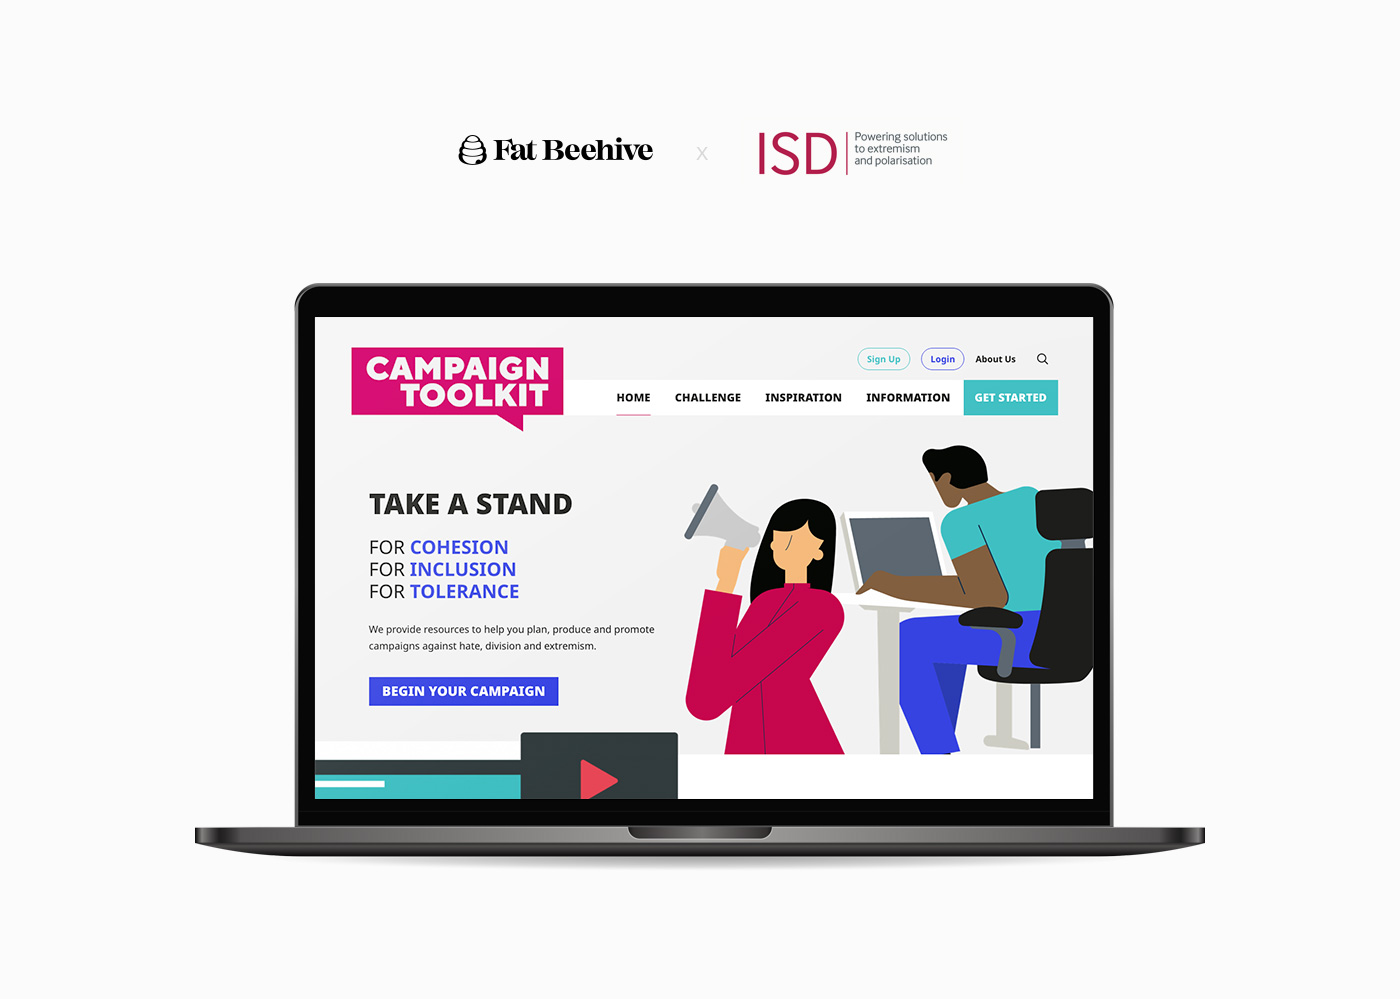 Fat Beehive
x
ISD
Powering solutions
to extremism
and polarisation
CAMPAIGN
TOOLKIT
Sign Up
Login
About Us
HOME
CHALLENGE
INSPIRATION
INFORMATION
GET STARTED
TAKE A STAND
FOR COHESION
FOR INCLUSION
FOR TOLERANCE
We provide resources to help you plan, produce and promote
campaigns against hate, division and extremism.
BEGIN YOUR CAMPAIGN